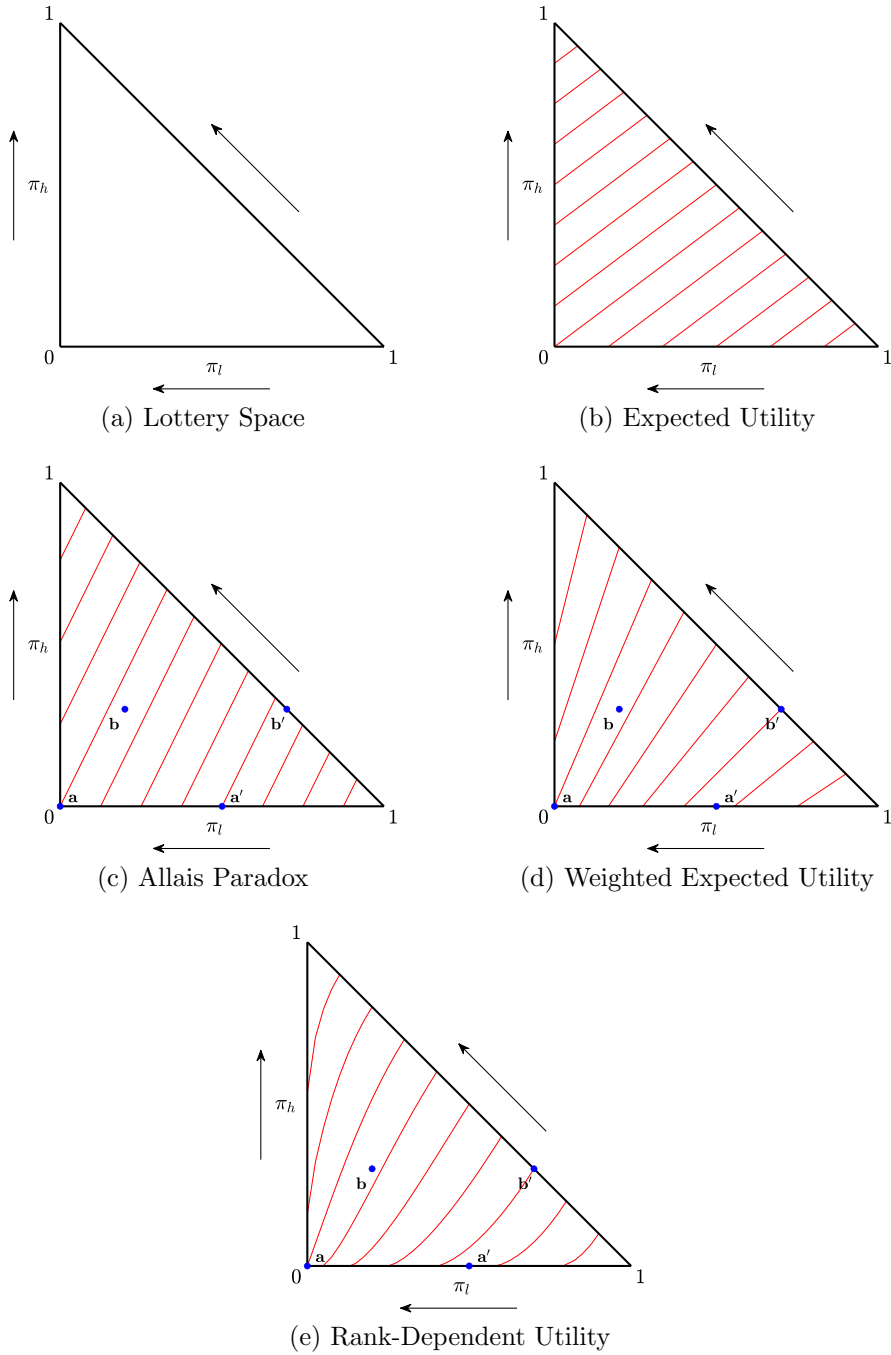 1
π_h
0
π_l
1
(a) Lottery Space
1
π_h
0
π_l
1
(b) Expected Utility
1
π_h
b
b′
a
a′
0
π_l
1
(c) Allais Paradox
1
π_h
b
b′
a
a′
0
π_l
1
(d) Weighted Expected Utility
1
π_h
b
b′
a
a′
0
π_l
1
(e) Rank-Dependent Utility